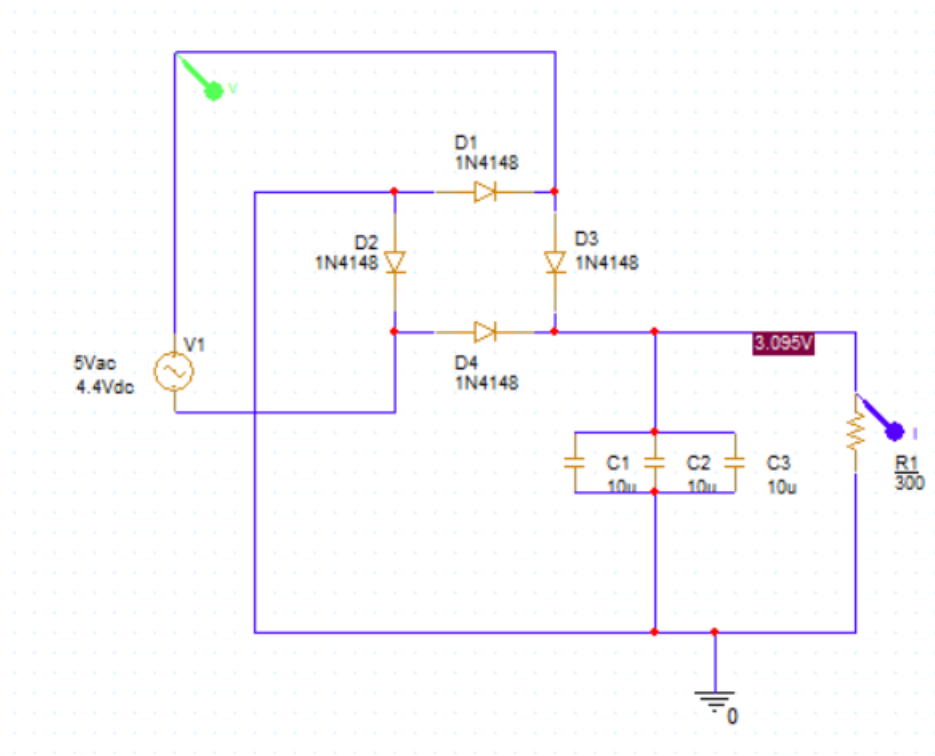 V
D1
1N4148
D2
1N4148
D3
1N4148
V1
5Vac
4.4Vdc
3.095V
D4
1N4148
I
C1
10u
C2
10u
C3
10u
R1
300
0